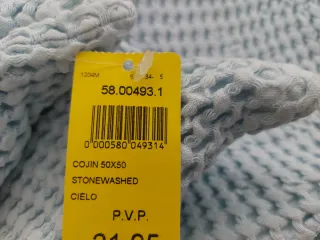 58.00493.1
0 000580 049314
COJIN 50X50
STONEWASHED
CIELO
P.V.P.